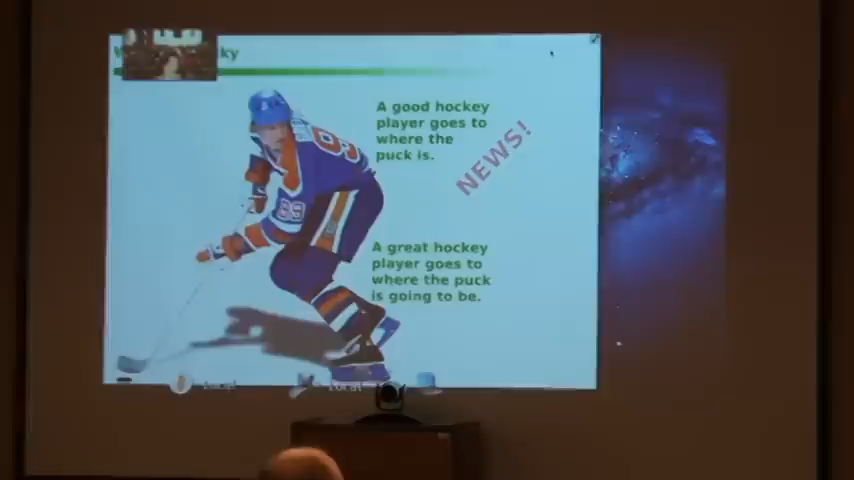 A good hockey
player goes to
where the
puck is.
NEWS!
99
A great hockey
player goes to
where the puck
is going to be.